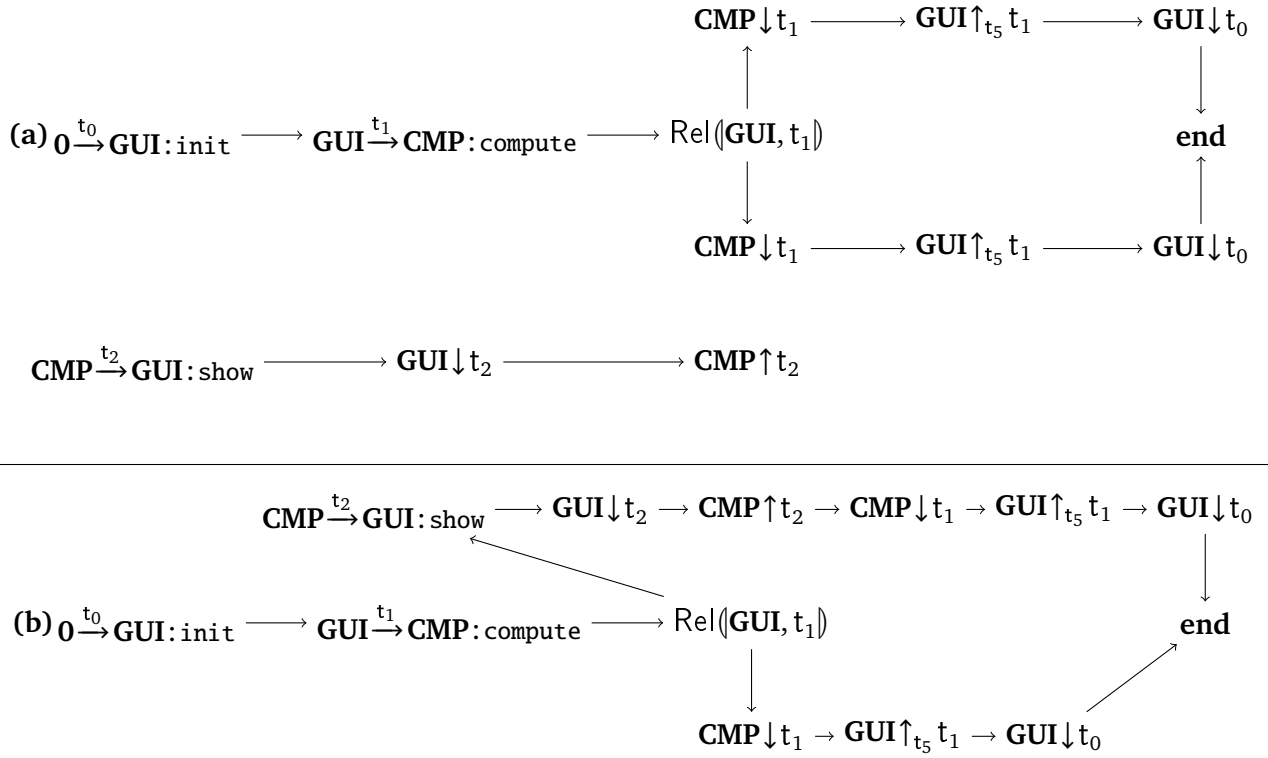 CMP↓t₁ → GUI↑ₜ₅ t₁ → GUI↓t₀
(a) 0 →ᵗ⁰ GUI:init → GUI →ᵗ¹ CMP:compute → Rel⦇GUI, t₁⦈ end
CMP↓t₁ → GUI↑ₜ₅ t₁ → GUI↓t₀
CMP →ᵗ² GUI:show → GUI↓t₂ → CMP↑t₂
CMP →ᵗ² GUI:show → GUI↓t₂ → CMP↑t₂ → CMP↓t₁ → GUI↑ₜ₅ t₁ → GUI↓t₀
(b) 0 →ᵗ⁰ GUI:init → GUI →ᵗ¹ CMP:compute → Rel⦇GUI, t₁⦈ end
CMP↓t₁ → GUI↑ₜ₅ t₁ → GUI↓t₀